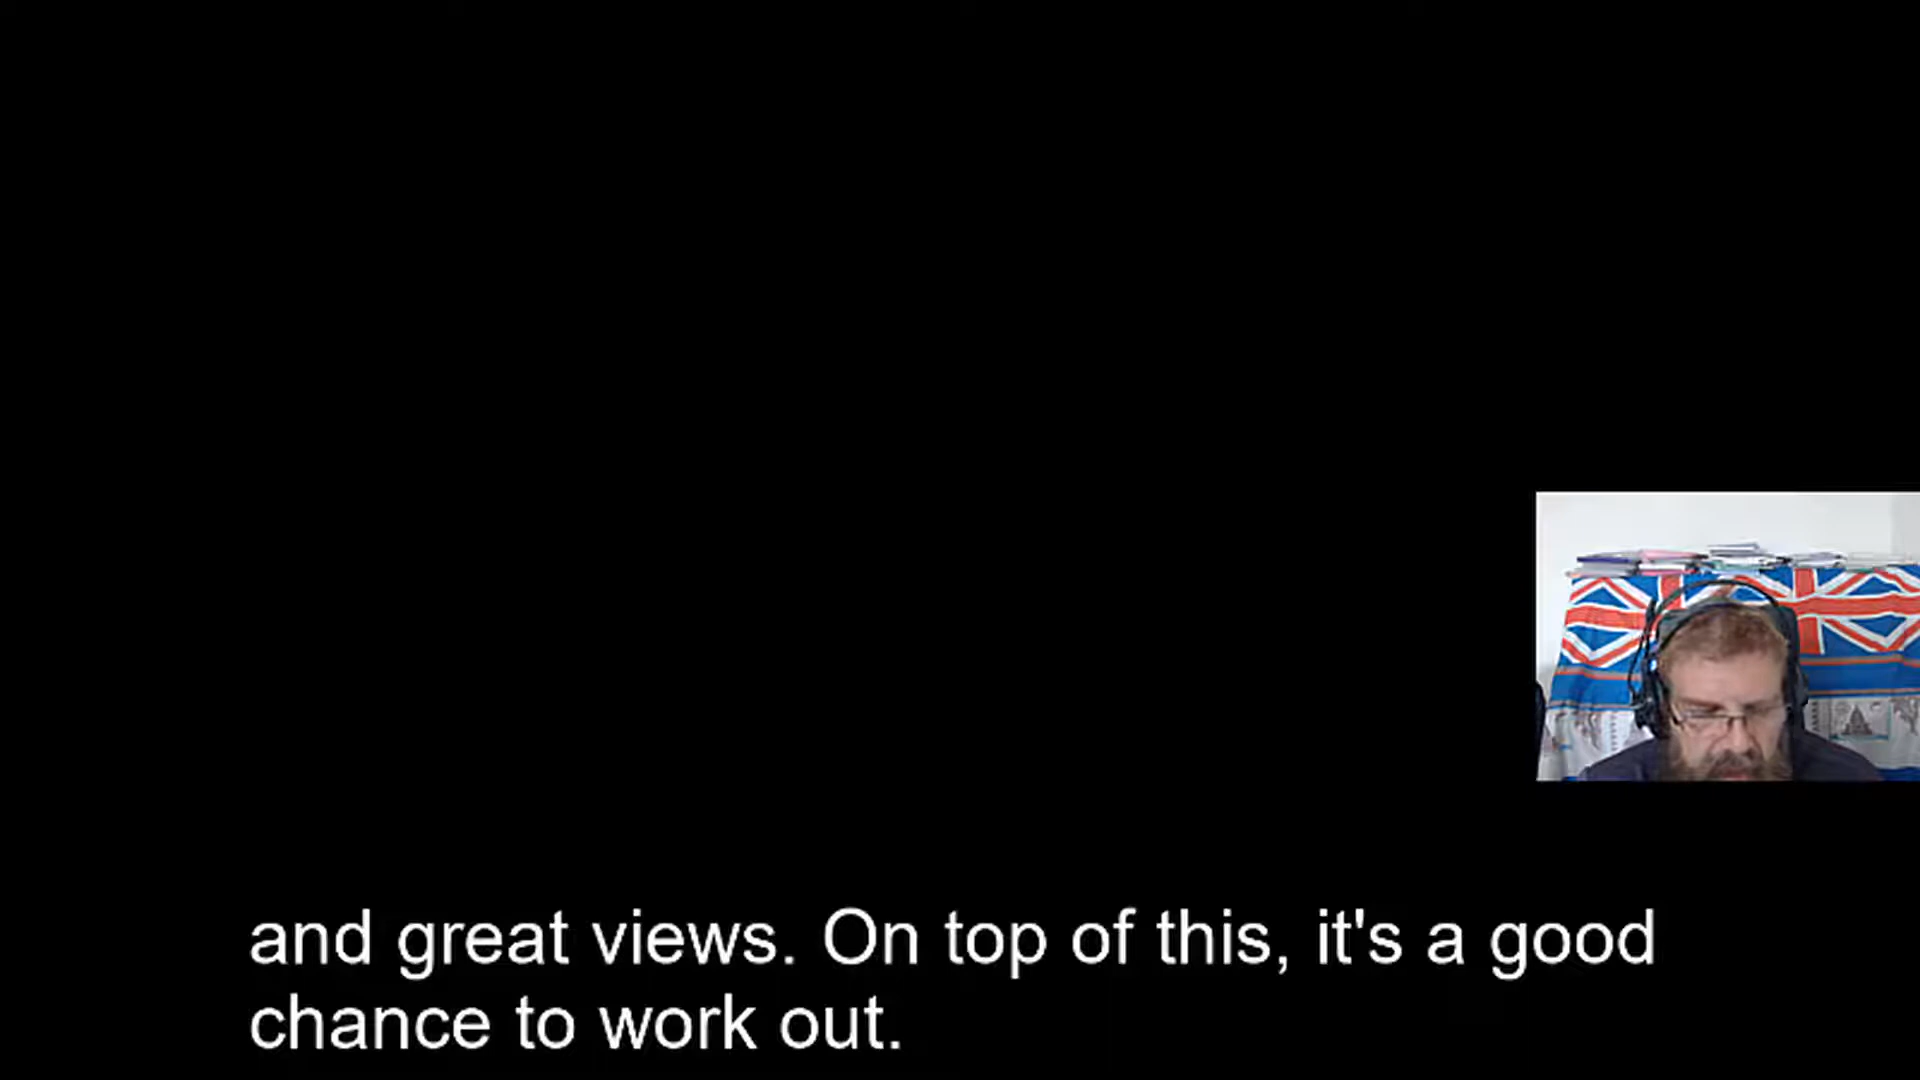 and great views. On top of this, it's a good
chance to work out.